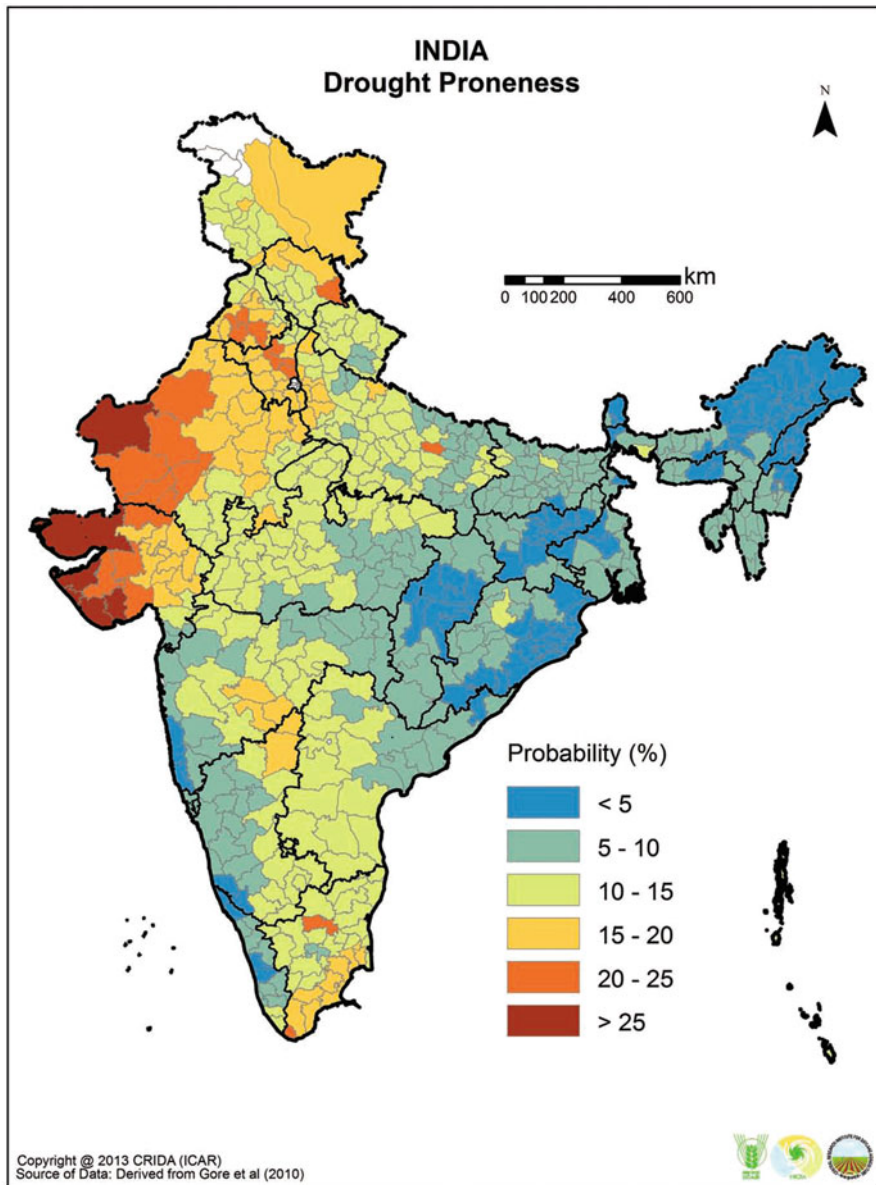 INDIA
Drought Proneness
N
km
0 100 200 400 600
Probability (%)
< 5
5 - 10
10 - 15
15 - 20
20 - 25
> 25
Copyright @ 2013 CRIDA (ICAR)
Source of Data: Derived from Gore et al (2010)